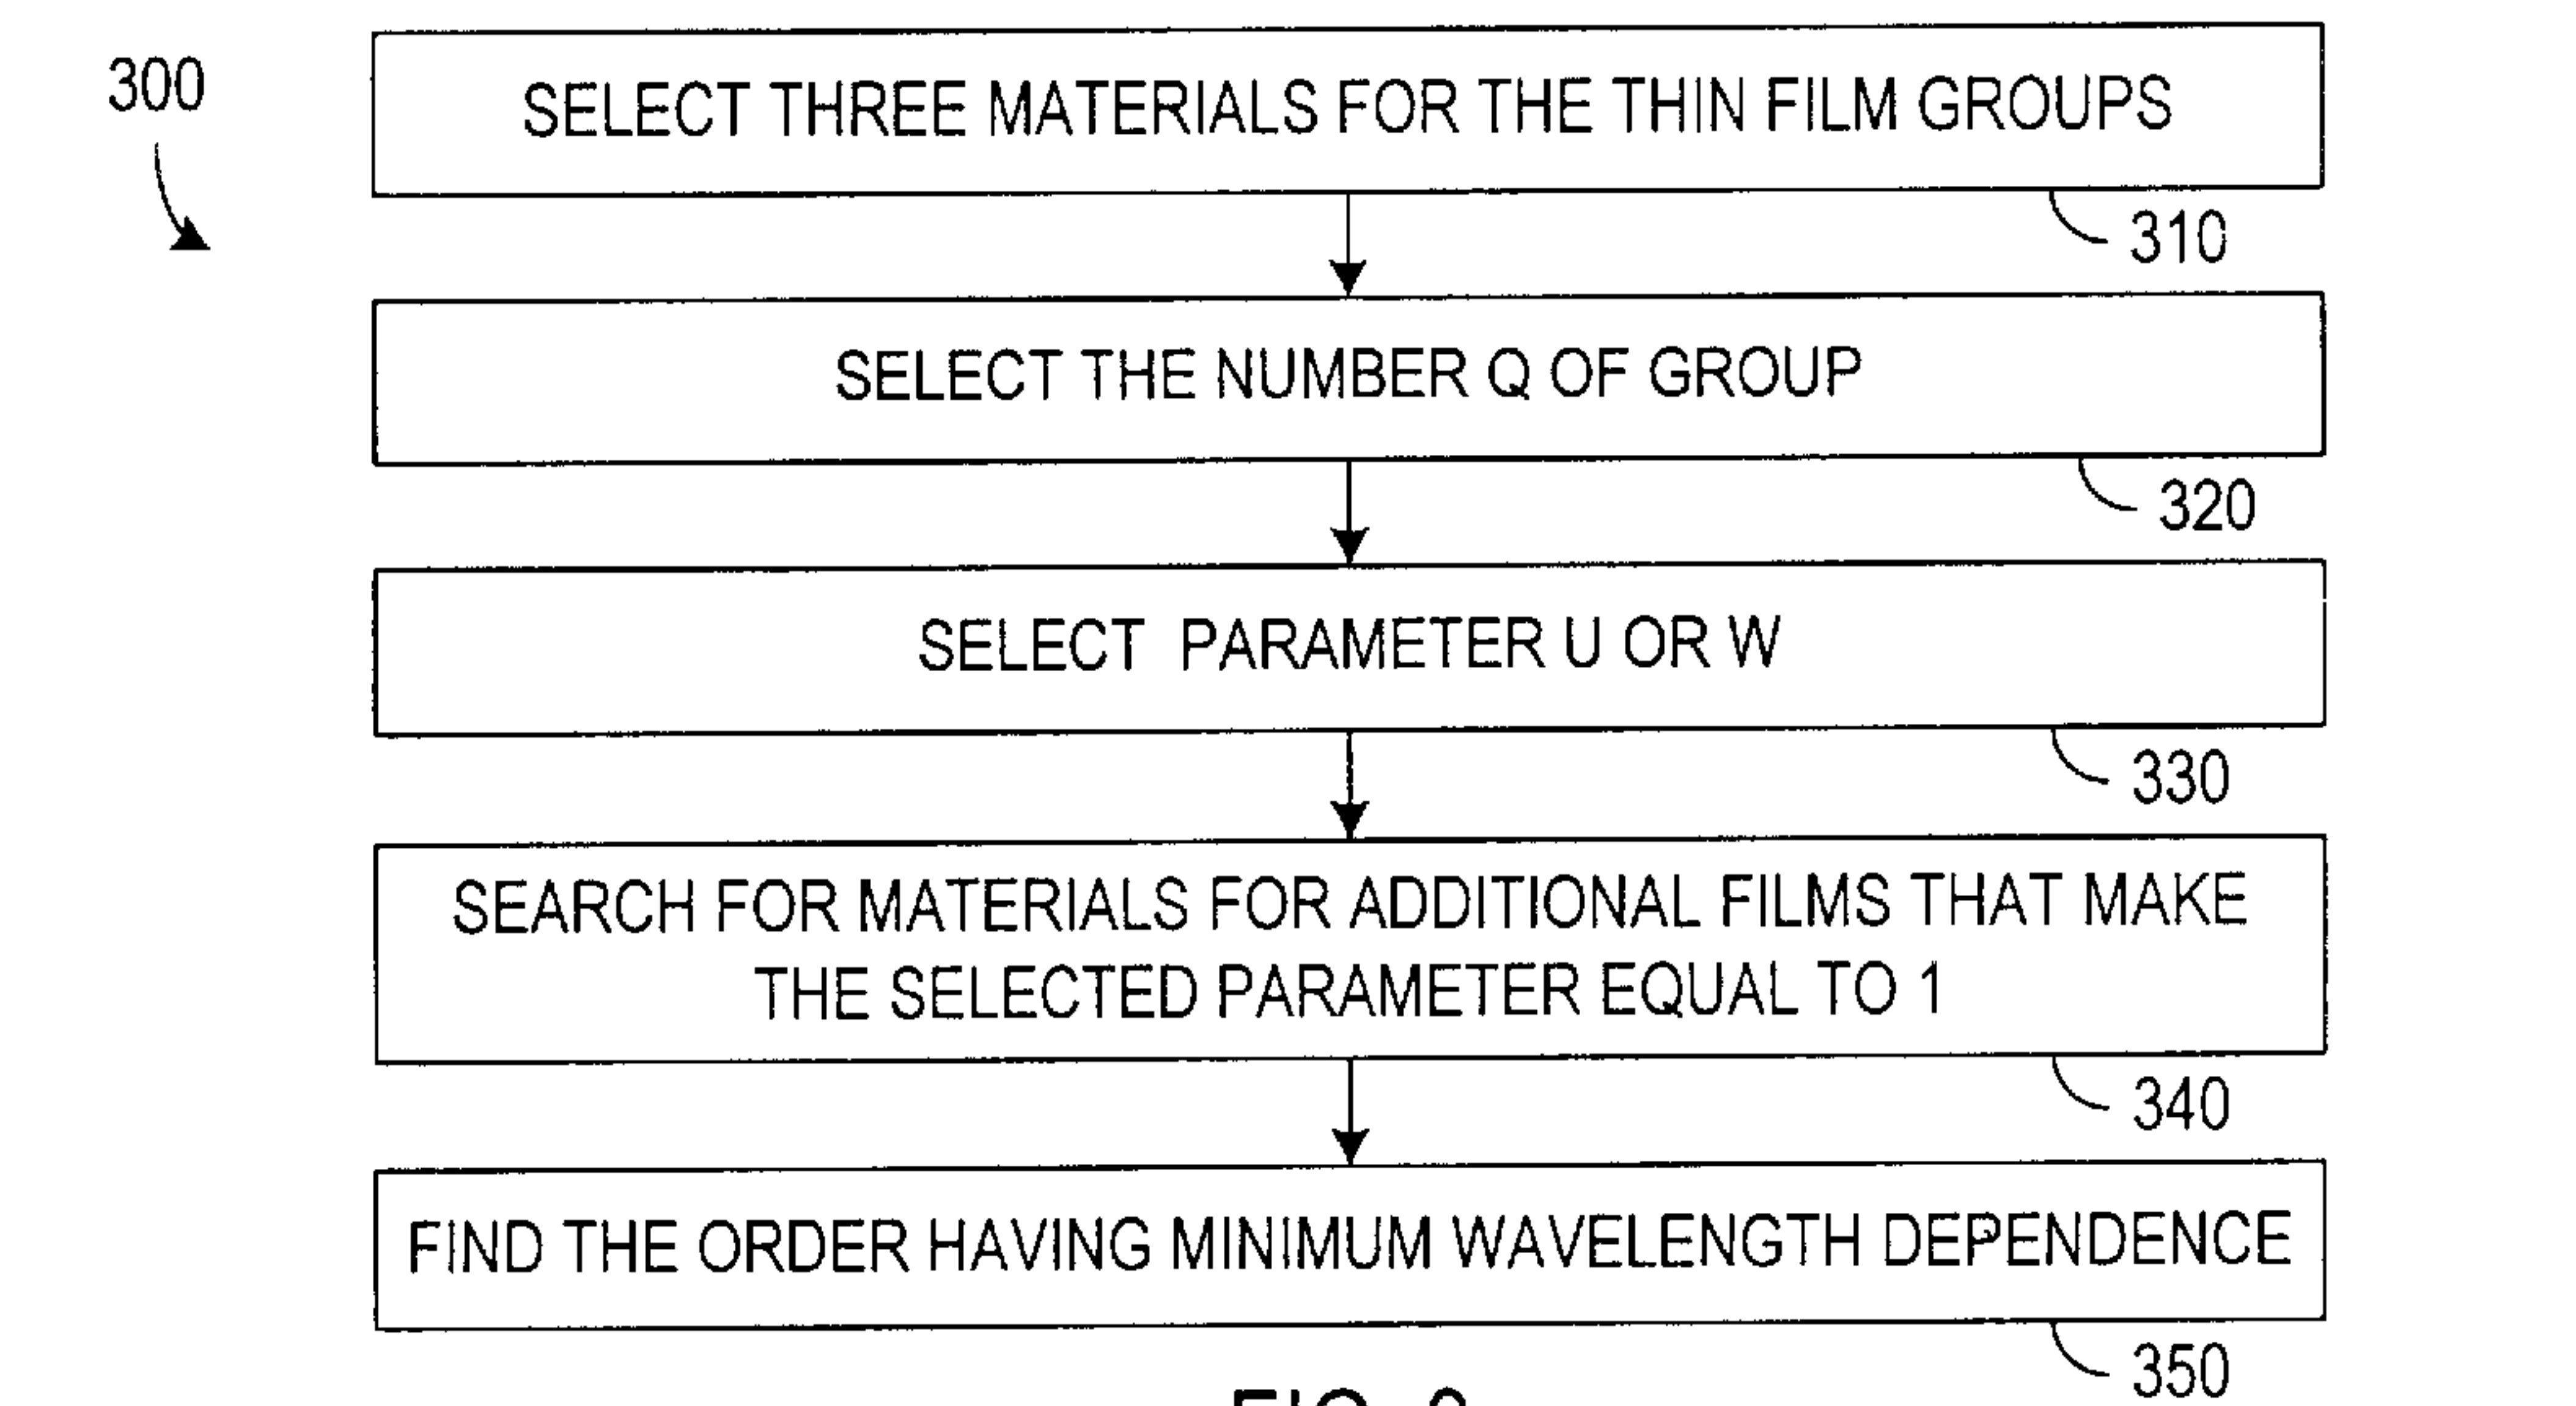 300
SELECT THREE MATERIALS FOR THE THIN FILM GROUPS
310
SELECT THE NUMBER Q OF GROUP
320
SELECT PARAMETER U OR W
330
SEARCH FOR MATERIALS FOR ADDITIONAL FILMS THAT MAKE
THE SELECTED PARAMETER EQUAL TO 1
340
FIND THE ORDER HAVING MINIMUM WAVELENGTH DEPENDENCE
350